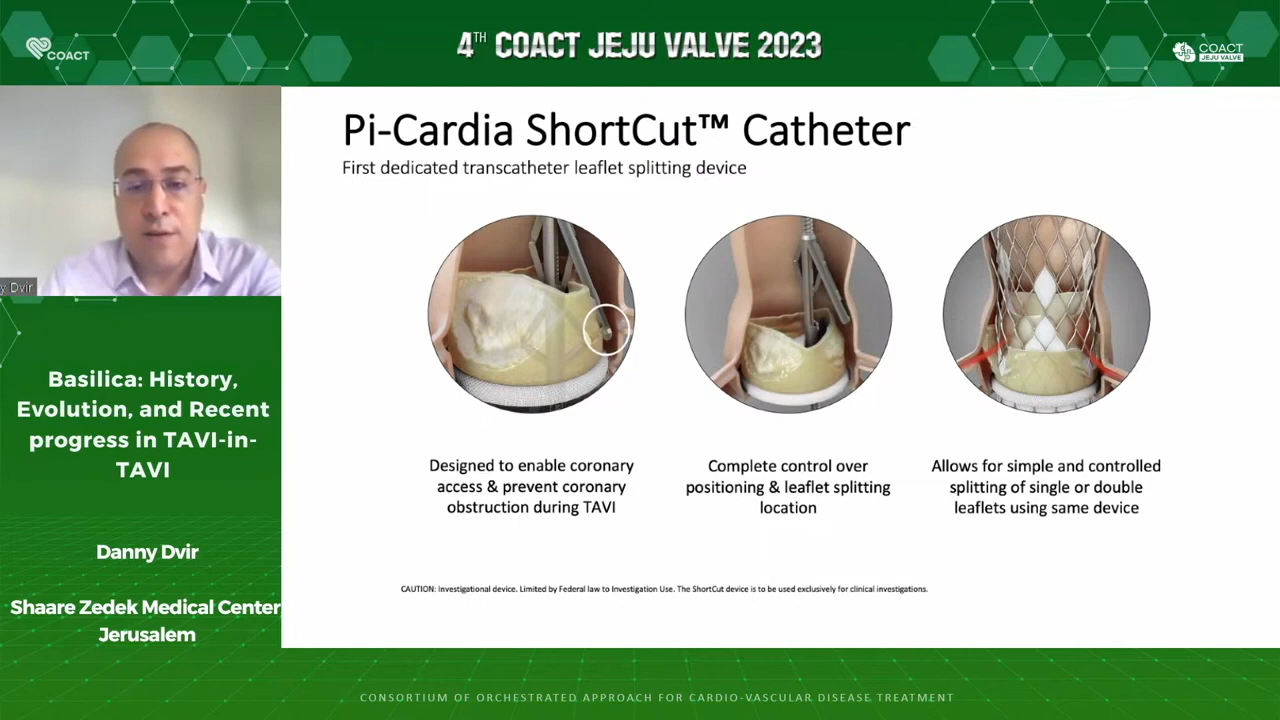 COACT
4TH COACT JEJU VALVE 2023
COACT
JEJU VALVE
y Dvir
Basilica: History,
Evolution, and Recent
progress in TAVI-in-
TAVI
Danny Dvir
Shaare Zedek Medical Center,
Jerusalem
Pi-Cardia ShortCut™ Catheter
First dedicated transcatheter leaflet splitting device
Designed to enable coronary
access & prevent coronary
obstruction during TAVI
Complete control over
positioning & leaflet splitting
location
Allows for simple and controlled
splitting of single or double
leaflets using same device
CAUTION: Investigational device. Limited by Federal law to Investigation Use. The ShortCut device is to be used exclusively for clinical investigations.
CONSORTIUM OF ORCHESTRATED APPROACH FOR CARDIO-VASCULAR DISEASE TREATMENT